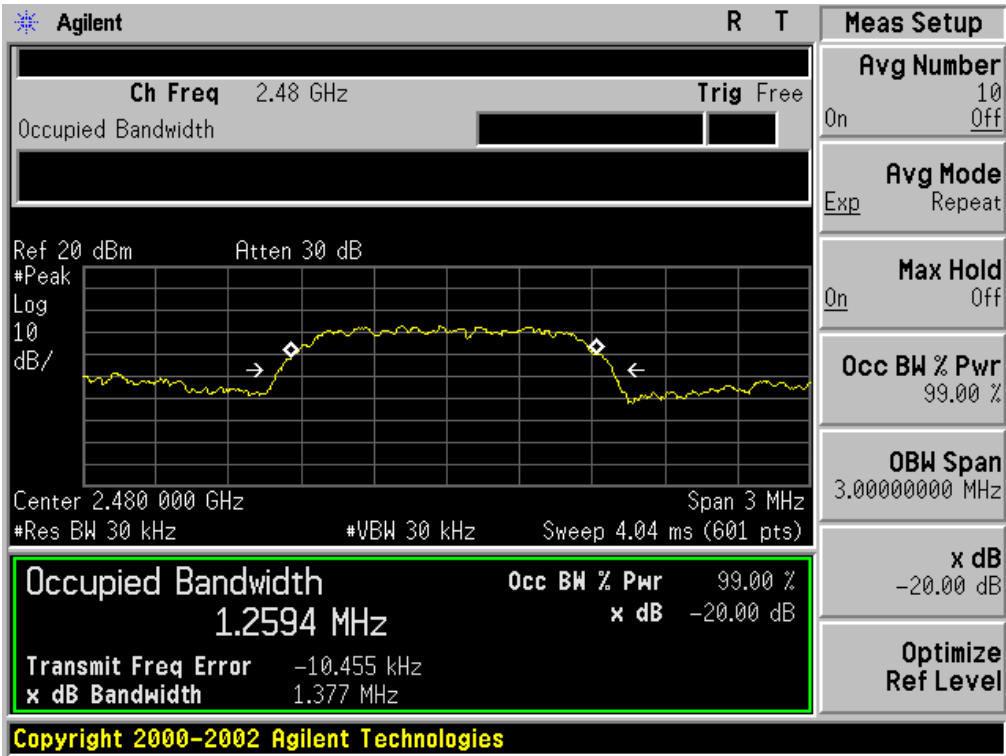 Agilent R T
Ch Freq 2.48 GHz Trig Free
Occupied Bandwidth
Ref 20 dBm Atten 30 dB
#Peak
Log
10
dB/
Center 2.480 000 GHz Span 3 MHz
#Res BW 30 kHz #VBW 30 kHz Sweep 4.04 ms (601 pts)
Occupied Bandwidth Occ BW % Pwr 99.00 %
1.2594 MHz x dB -20.00 dB
Transmit Freq Error -10.455 kHz
x dB Bandwidth 1.377 MHz
Copyright 2000-2002 Agilent Technologies
Meas Setup
Avg Number
10
On Off
Avg Mode
Exp Repeat
Max Hold
On Off
Occ BW % Pwr
99.00 %
OBW Span
3.00000000 MHz
x dB
-20.00 dB
Optimize
Ref Level